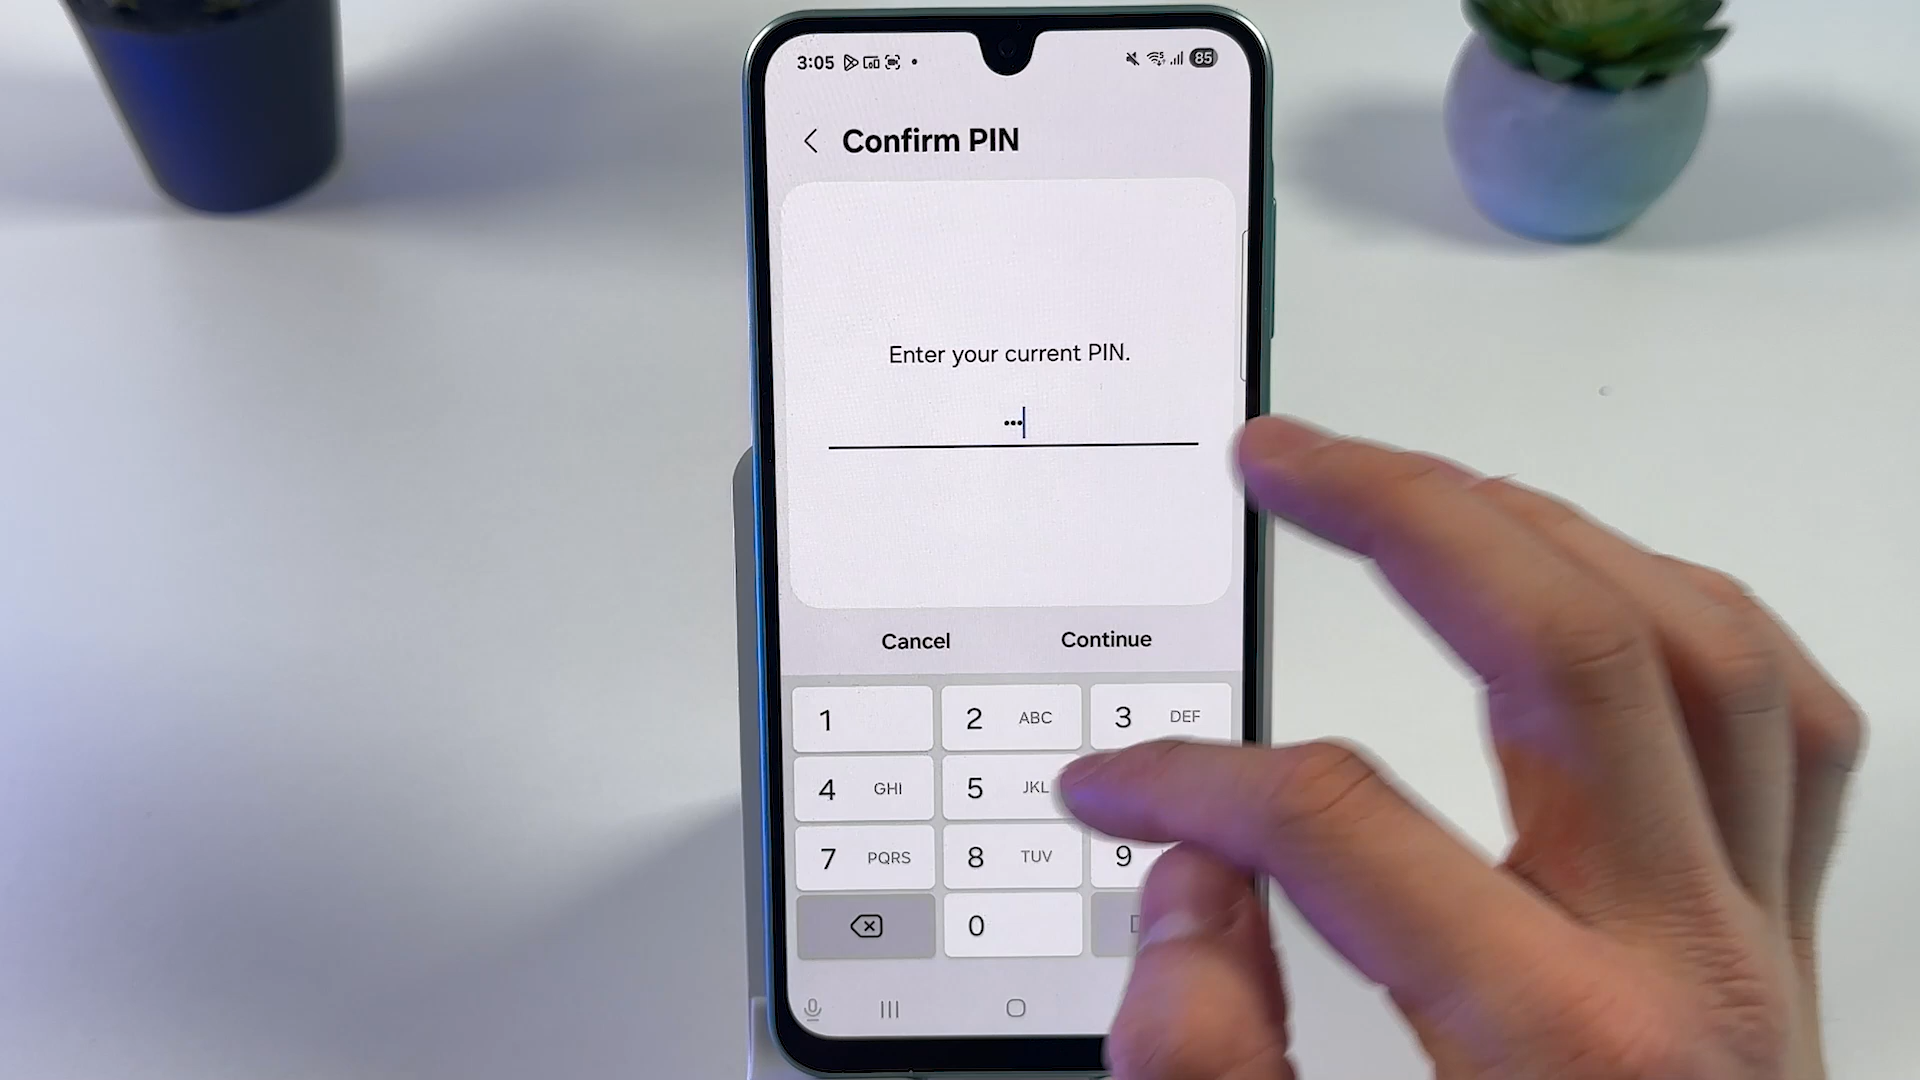 3:05 85
Confirm PIN
Enter your current PIN.
•••
Cancel Continue
1 2 ABC 3 DEF
4 GHI 5 JKL
7 PQRS 8 TUV 9
0